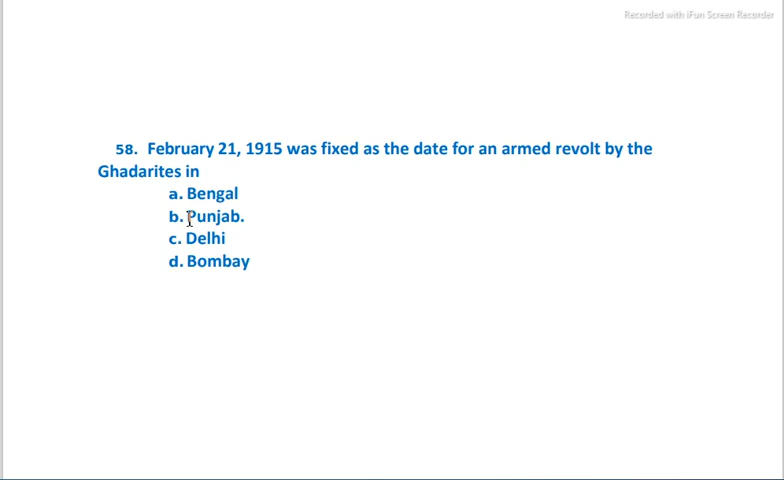 Recorded with iFun Screen Recorder
58. February 21, 1915 was fixed as the date for an armed revolt by the
Ghadarites in
a. Bengal
b. Punjab.
c. Delhi
d. Bombay